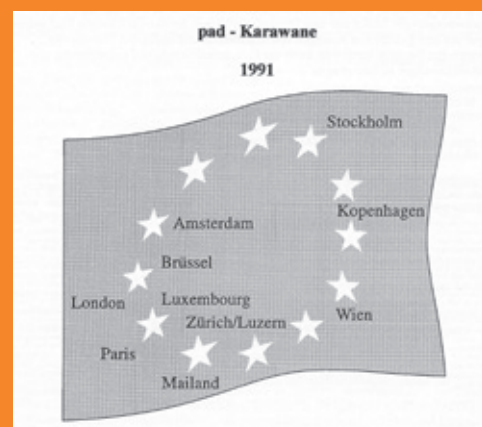 pad - Karawane
1991
Stockholm
Kopenhagen
Amsterdam
Brüssel
London
Luxembourg
Zürich/Luzern
Wien
Paris
Mailand